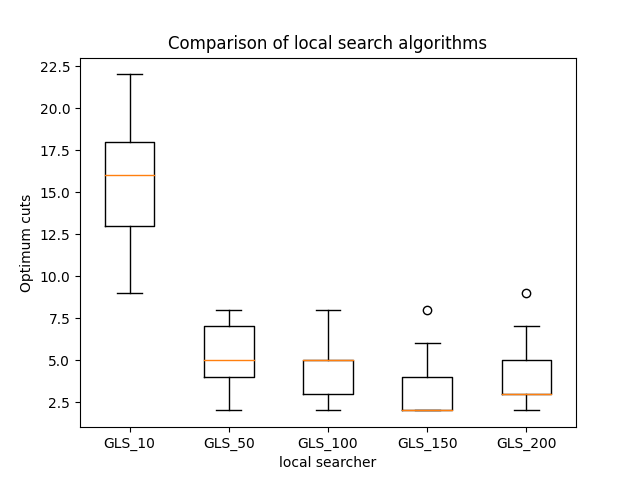 Comparison of local search algorithms
Optimum cuts
22.5
20.0
17.5
15.0
12.5
10.0
7.5
5.0
2.5
GLS_10 GLS_50 GLS_100 GLS_150 GLS_200
local searcher